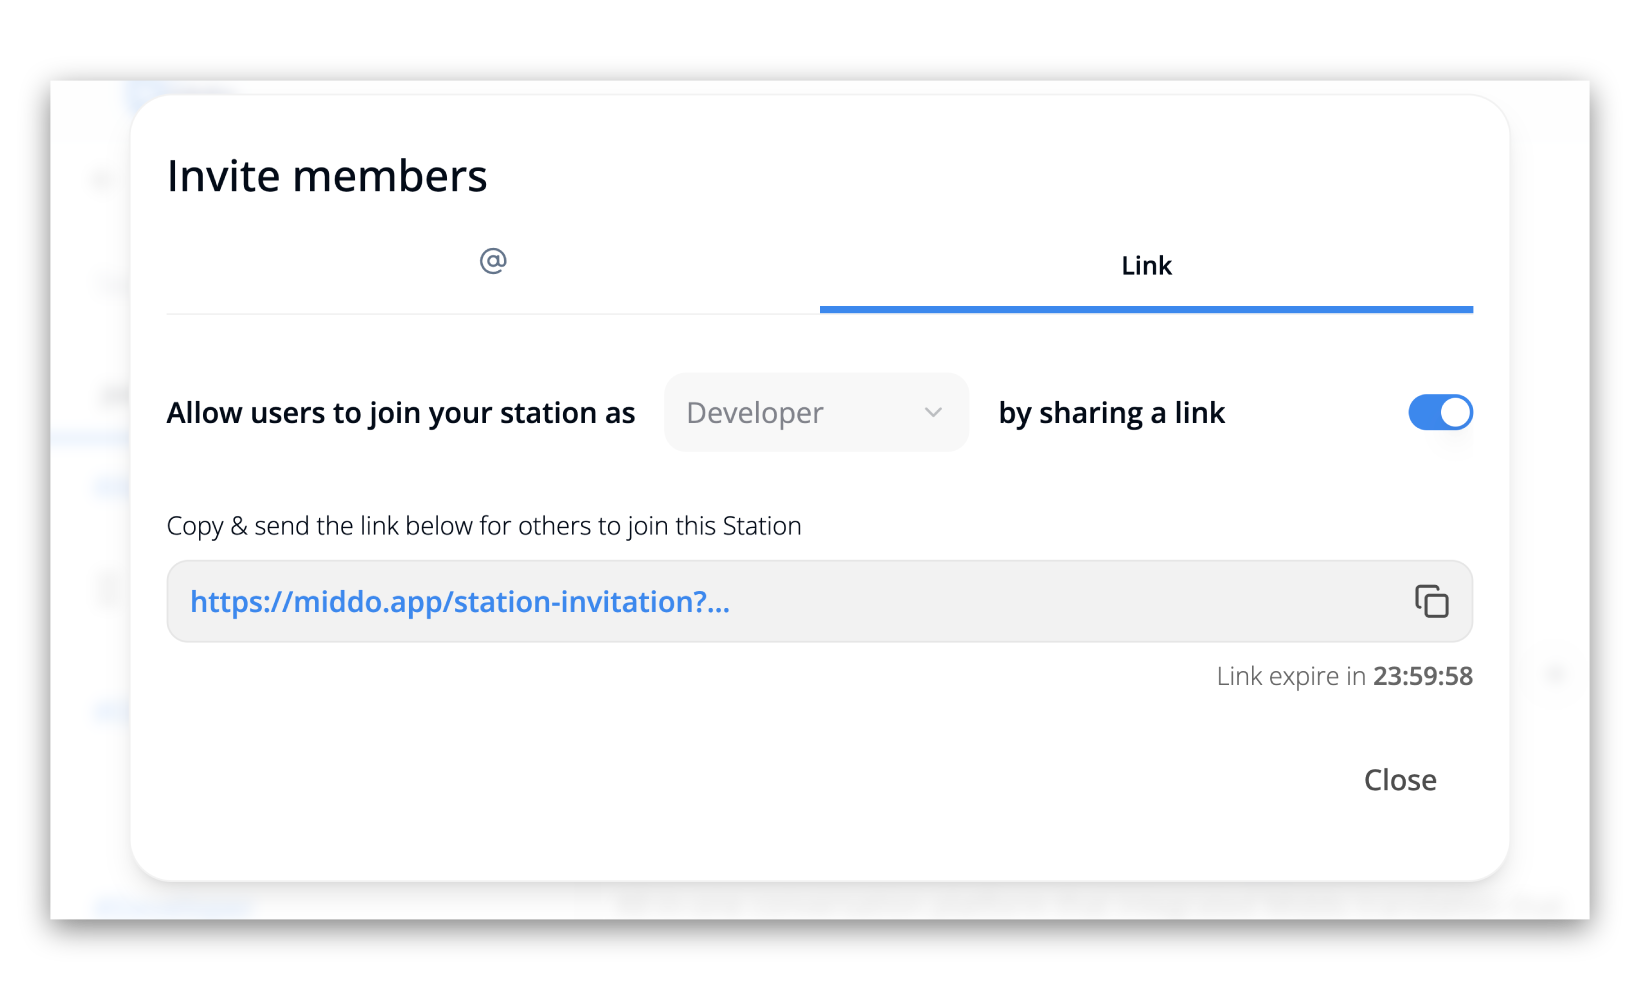 Invite members
@
Link
Allow users to join your station as Developer by sharing a link
Copy & send the link below for others to join this Station
https://middo.app/station-invitation?...
Link expire in 23:59:58
Close